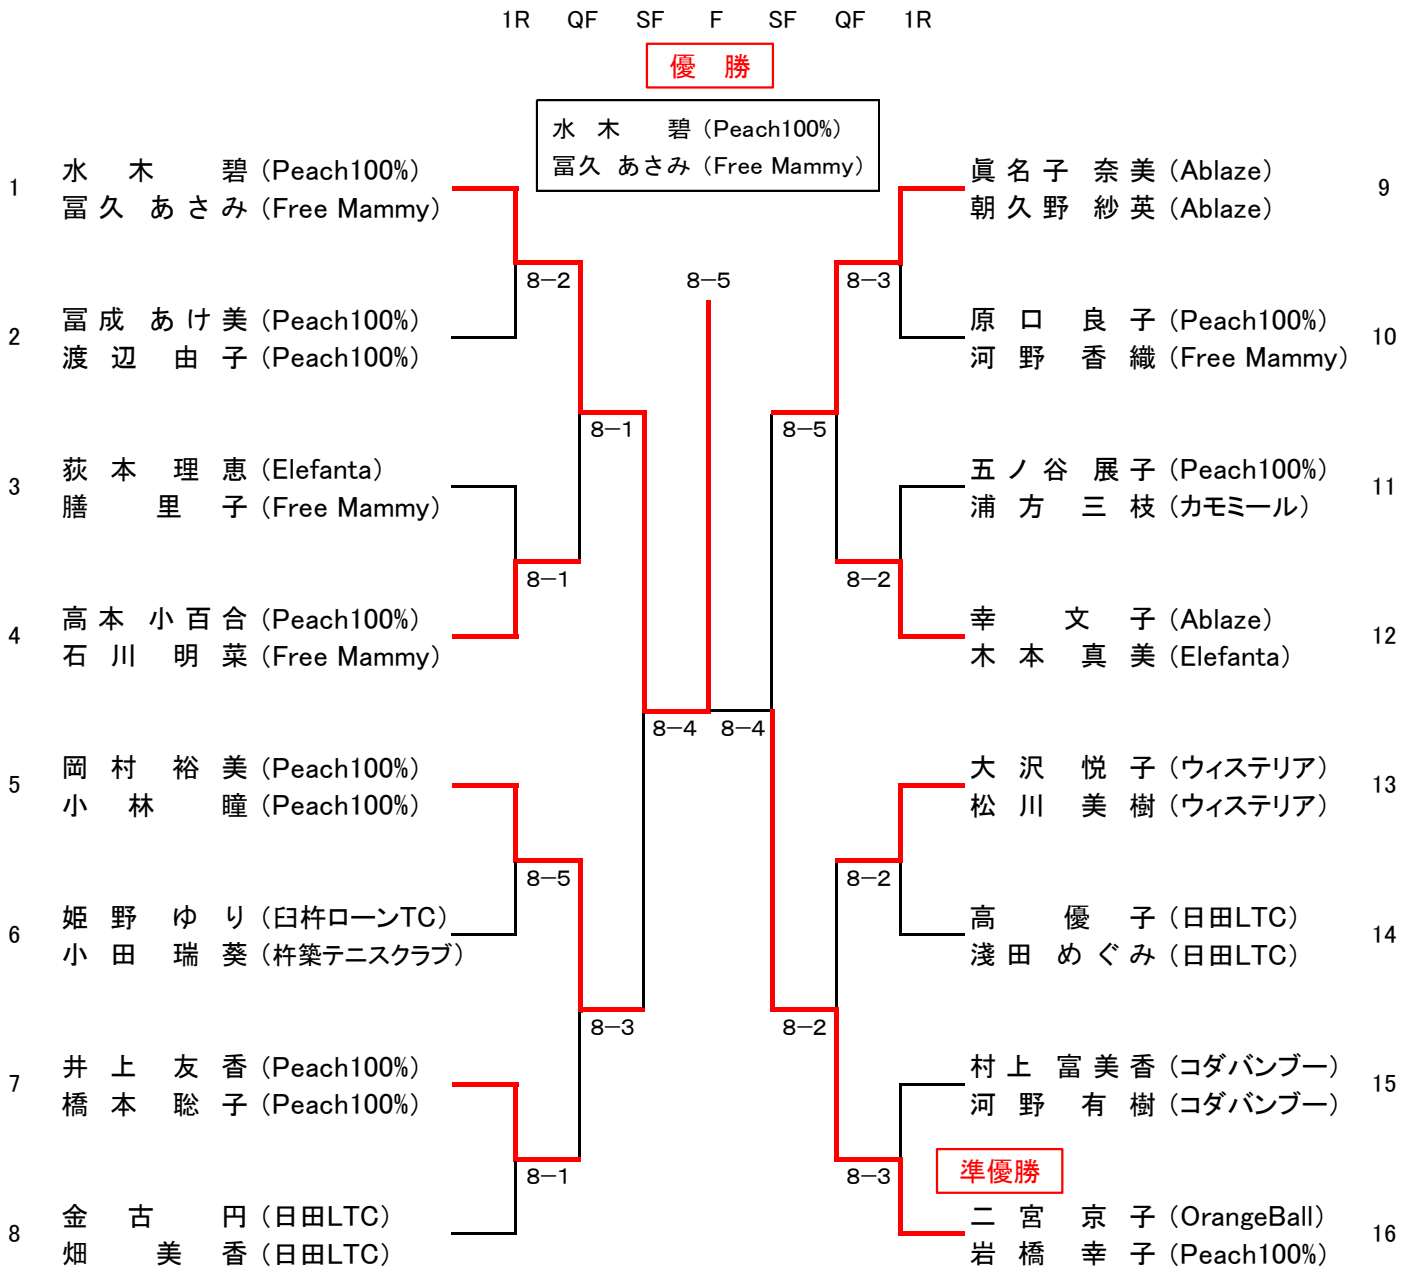 1R QF SF F SF QF 1R
優 勝
水 木 碧 (Peach100%)
冨久 あさみ (Free Mammy)
1
水 木 碧 (Peach100%)
冨久 あさみ (Free Mammy)
8-2
2
冨成 あけ美 (Peach100%)
渡辺 由子 (Peach100%)
8-1
3
荻本 理恵 (Elefanta)
膳 里子 (Free Mammy)
8-1
4
高本 小百合 (Peach100%)
石川 明菜 (Free Mammy)
8-4
5
岡村 裕美 (Peach100%)
小林 瞳 (Peach100%)
8-5
6
姫野 ゆり (臼杵ローンTC)
小田 瑞葵 (杵築テニスクラブ)
8-3
7
井上 友香 (Peach100%)
橋本 聡子 (Peach100%)
8-1
8
金古 円 (日田LTC)
畑 美香 (日田LTC)
8-5
眞名子 奈美 (Ablaze)
朝久野 紗英 (Ablaze)
9
8-3
原口 良子 (Peach100%)
河野 香織 (Free Mammy)
10
8-5
五ノ谷 展子 (Peach100%)
浦方 三枝 (カモミール)
11
8-2
幸 文子 (Ablaze)
木本 真美 (Elefanta)
12
8-4
大沢 悦子 (ウィステリア)
松川 美樹 (ウィステリア)
13
8-2
高 優子 (日田LTC)
淺田 めぐみ (日田LTC)
14
8-2
村上 富美香 (コダバンブー)
河野 有樹 (コダバンブー)
15
8-3
準優勝
二宮 京子 (OrangeBall)
岩橋 幸子 (Peach100%)
16